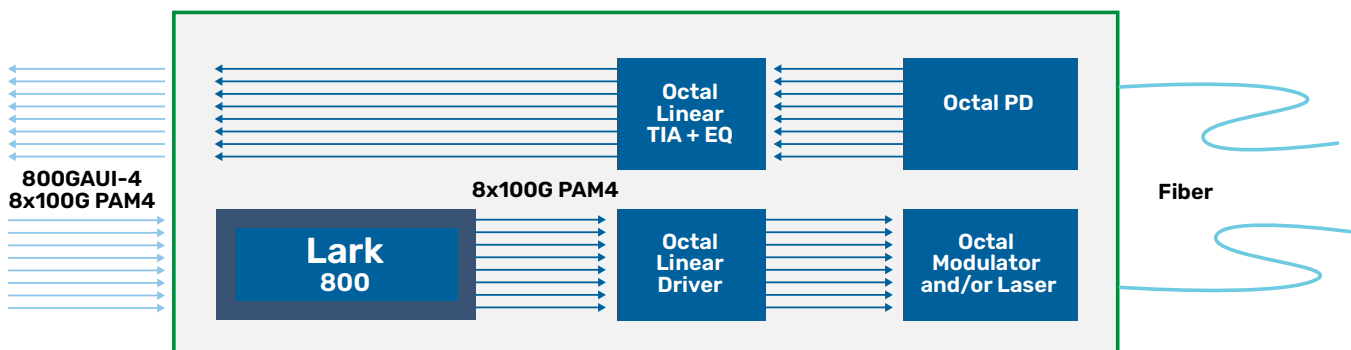 Octal
Linear
TIA + EQ
Octal PD
800GAUI-4
8x100G PAM4
8x100G PAM4
Fiber
Lark
800
Octal
Linear
Driver
Octal
Modulator
and/or Laser